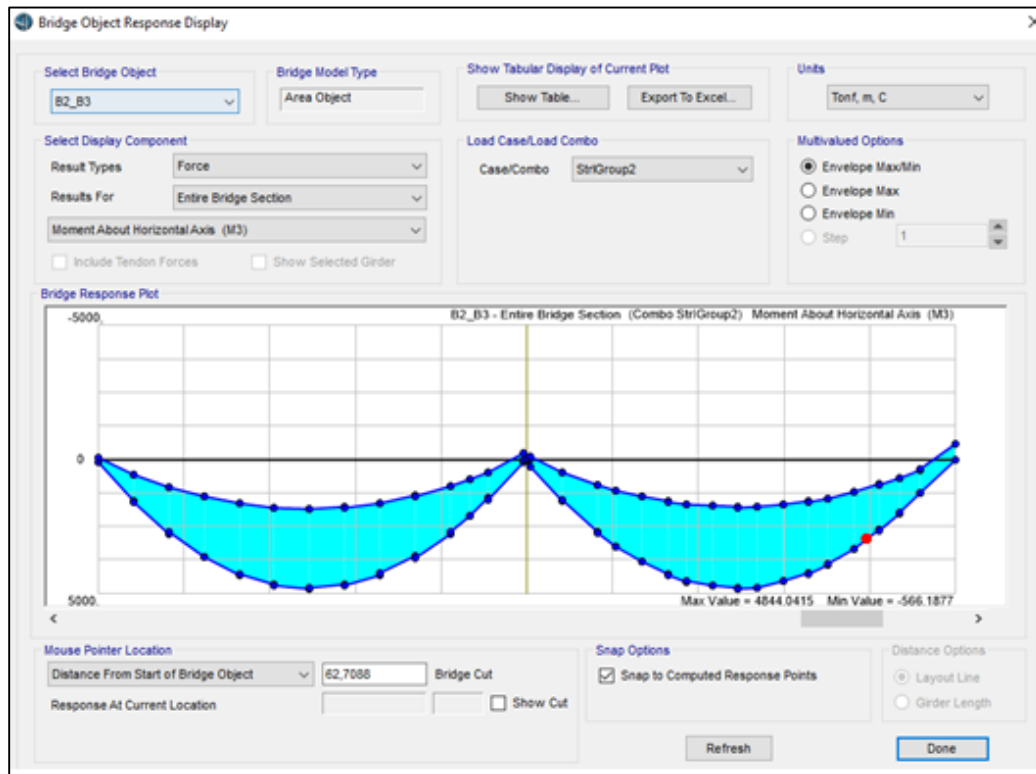 Bridge Object Response Display
Select Bridge Object
B2_B3
Bridge Model Type
Area Object
Show Tabular Display of Current Plot
Show Table...
Export To Excel...
Units
Tonf, m, C
Select Display Component
Result Types
Force
Results For
Entire Bridge Section
Moment About Horizontal Axis (M3)
Include Tendon Forces
Show Selected Girder
Load Case/Load Combo
Case/Combo
StrIGroup2
Multivalued Options
Envelope Max/Min
Envelope Max
Envelope Min
Step
1
Bridge Response Plot
-5000,
B2_B3 - Entire Bridge Section (Combo StrIGroup2) Moment About Horizontal Axis (M3)
0
5000,
Max Value = 4844.0415 Min Value = -566.1877
Mouse Pointer Location
Distance From Start of Bridge Object
62,7088
Bridge Cut
Response At Current Location
Show Cut
Snap Options
Snap to Computed Response Points
Distance Options
Layout Line
Girder Length
Refresh
Done